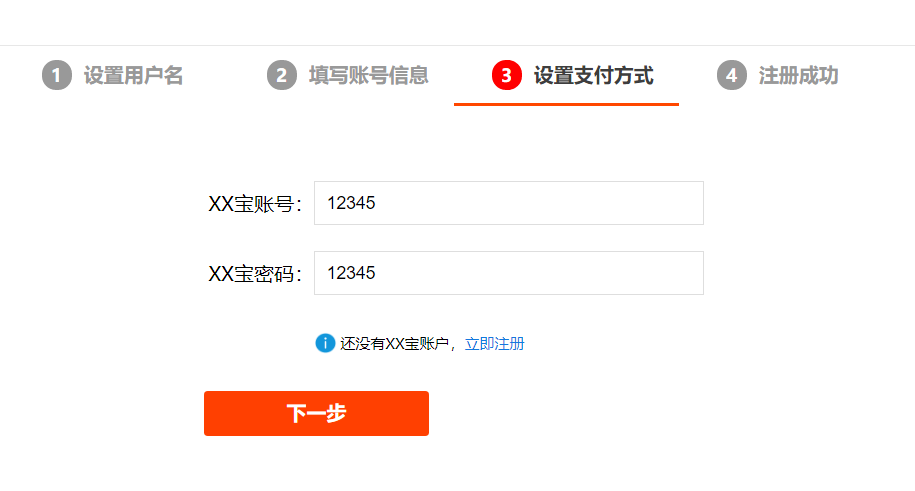 1 设置用户名 2 填写账号信息 3 设置支付方式 4 注册成功
XX宝账号： 12345
XX宝密码： 12345
i 还没有XX宝账户，立即注册
下一步